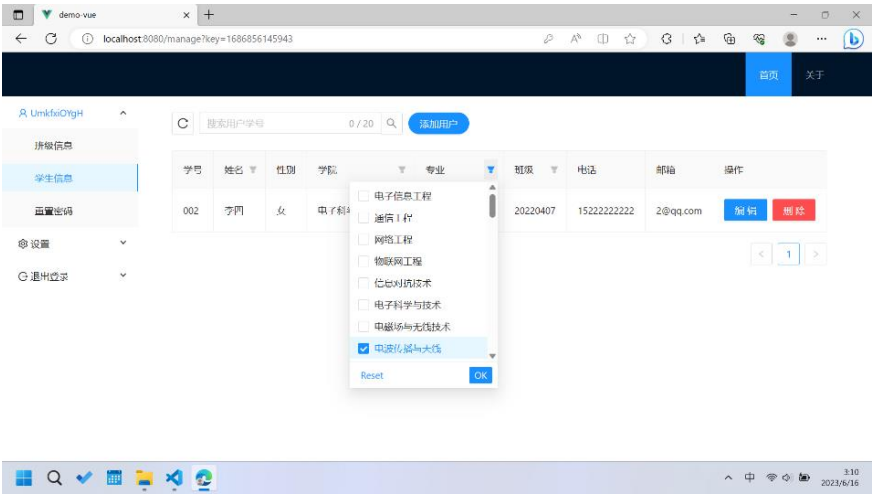 demo-vue
localhost:8080/manage?key=1686856145943
首页 关于
UmkfxiOYgH
班级信息
学生信息
重置密码
设置
退出登录
搜索用户学号 0 / 20 添加用户
学号 姓名 性别 学院 专业 班级 电话 邮箱 操作
002 李四 女 电子科 20220407 15222222222 2@qq.com 编辑 删除
电子信息工程
通信工程
网络工程
物联网工程
信息对抗技术
电子科学与技术
电磁场与无线技术
电波传播与天线
Reset OK
< 1 >
中
3:10
2023/6/16